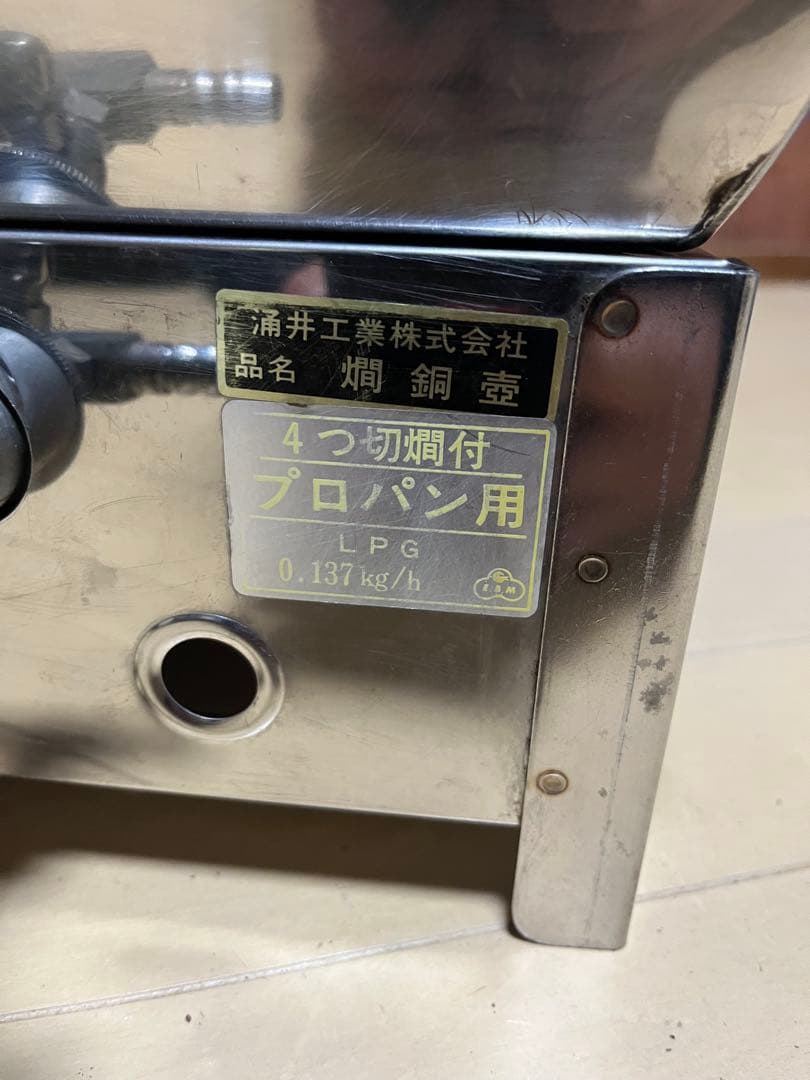 涌井工業株式会社
品名 燗銅壺
4つ切燗付
プロパン用
LPG
0.137kg/h
EBM